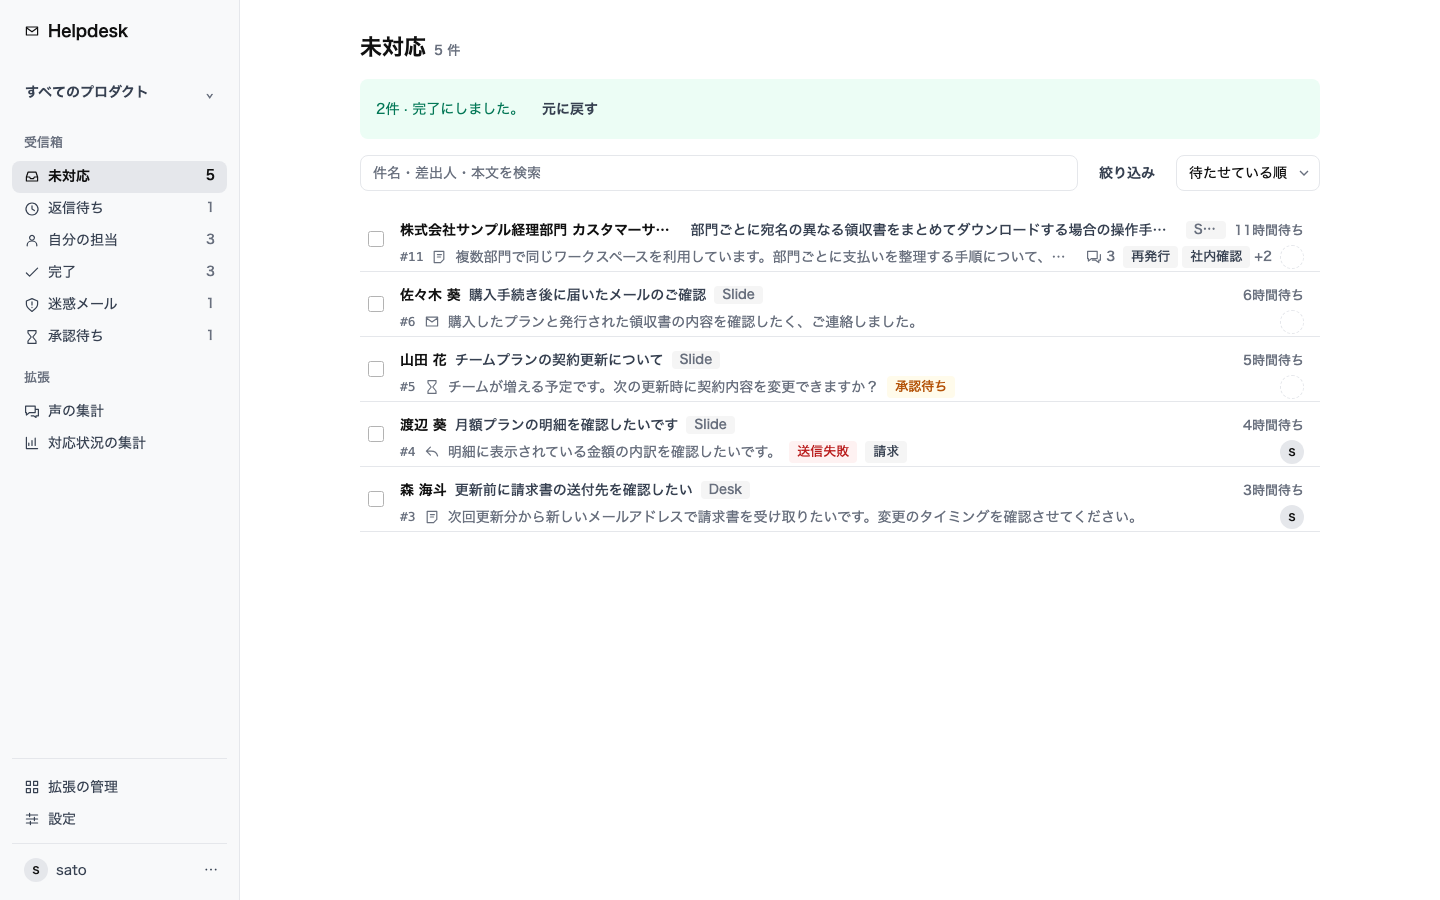 Helpdesk
すべてのプロダクト
受信箱
未対応 5
返信待ち 1
自分の担当 3
完了 3
迷惑メール 1
承認待ち 1
拡張
声の集計
対応状況の集計
拡張の管理
設定
S sato …
未対応 5 件
2件 · 完了にしました。 元に戻す
件名・差出人・本文を検索 絞り込み 待たせている順
株式会社サンプル経理部門 カスタマーサ… 部門ごとに宛名の異なる領収書をまとめてダウンロードする場合の操作手… S… 11時間待ち
#11 複数部門で同じワークスペースを利用しています。部門ごとに支払いを整理する手順について、… 3 再発行 社内確認 +2
佐々木 葵 購入手続き後に届いたメールのご確認 Slide 6時間待ち
#6 購入したプランと発行された領収書の内容を確認したく、ご連絡しました。
山田 花 チームプランの契約更新について Slide 5時間待ち
#5 チームが増える予定です。次の更新時に契約内容を変更できますか？ 承認待ち
渡辺 葵 月額プランの明細を確認したいです Slide 4時間待ち
#4 明細に表示されている金額の内訳を確認したいです。 送信失敗 請求 S
森 海斗 更新前に請求書の送付先を確認したい Desk 3時間待ち
#3 次回更新分から新しいメールアドレスで請求書を受け取りたいです。変更のタイミングを確認させてください。 S